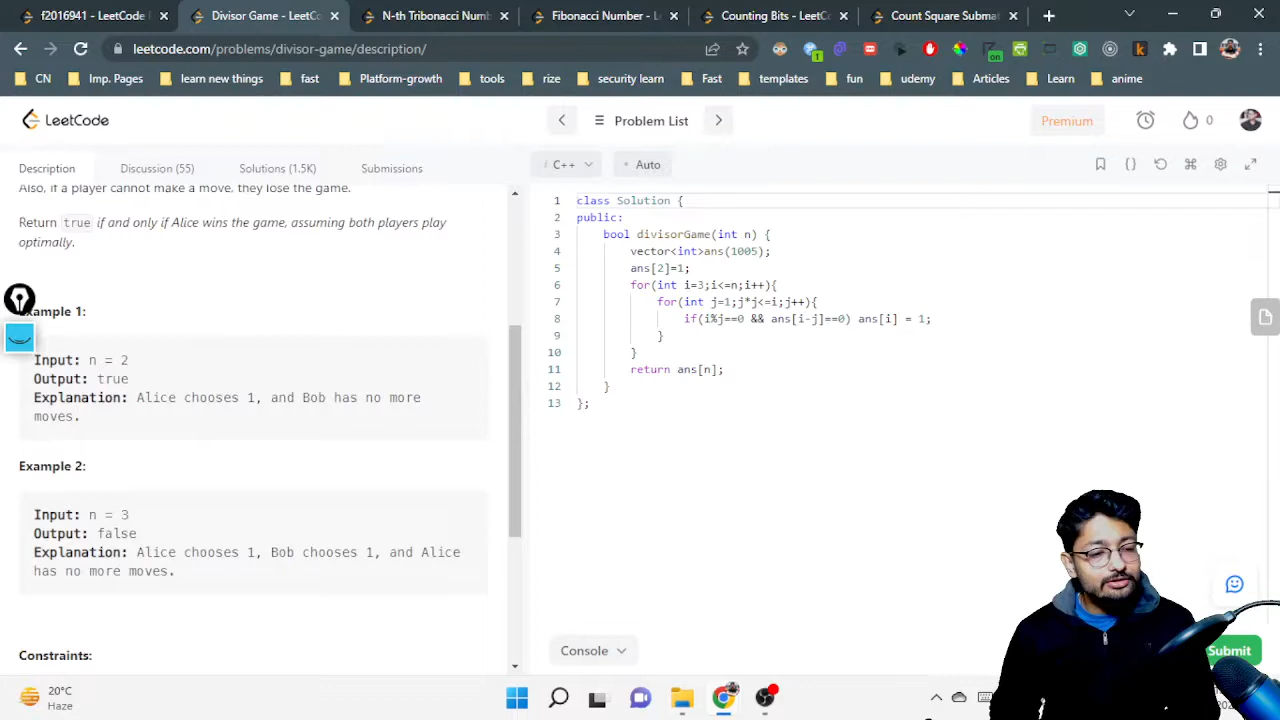 f2016941 - LeetCode
Divisor Game - LeetC
N-th Tribonacci Num
Fibonacci Number - L
Counting Bits - LeetC
Count Square Submat
leetcode.com/problems/divisor-game/description/
1
on
CN
Imp. Pages
learn new things
fast
Platform-growth
tools
rize
security learn
Fast
templates
fun
udemy
Articles
Learn
anime
LeetCode
Problem List
Premium
0
Description
Discussion (55)
Solutions (1.5K)
Submissions
i C++
Auto
Also, if a player cannot make a move, they lose the game.
Return true if and only if Alice wins the game, assuming both players play
optimally.
Example 1:
Input: n = 2
Output: true
Explanation: Alice chooses 1, and Bob has no more
moves.
Example 2:
Input: n = 3
Output: false
Explanation: Alice chooses 1, Bob chooses 1, and Alice
has no more moves.
Constraints:
1 class Solution {
2 public:
3 bool divisorGame(int n) {
4 vector<int>ans(1005);
5 ans[2]=1;
6 for(int i=3;i<=n;i++){
7 for(int j=1;j*j<=i;j++){
8 if(i%j==0 && ans[i-j]==0) ans[i] = 1;
9 }
10 }
11 return ans[n];
12 }
13 };
Console
Submit
20°C
Haze